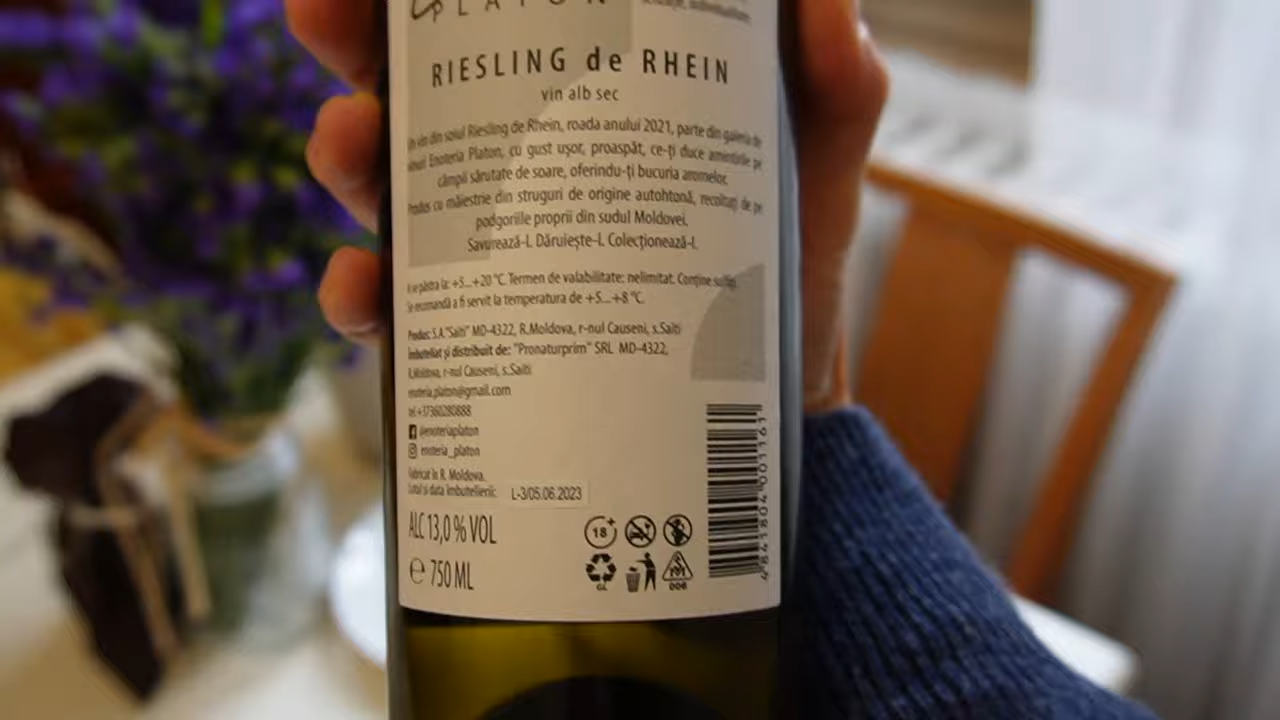 PLATON
RIESLING de RHEIN
vin alb sec
vin din soiul Riesling de Rhein, roada anului 2021, parte din galeria de
vinuri Enoteria Platon, cu gust ușor, proaspăt, ce-ți duce amintirile pe
câmpii sărutate de soare, oferindu-ți bucuria aromelor.
Produs cu măiestrie din struguri de origine autohtonă, recoltați de pe
podgoriile proprii din sudul Moldovei.
Savurează-l. Dăruiește-l. Colecționează-l.
se păstra la: +5...+20 °C. Termen de valabilitate: nelimitat. Conține sulfiți.
Se recomandă a fi servit la temperatura de +5...+8 °C.
Produs: S.A."Saiti" MD-4322, R.Moldova, r-nul Causeni, s.Saiti
Îmbuteliat și distribuit de: "Pronaturprim" SRL MD-4322,
R.Moldova, r-nul Causeni, s.Saiti
enoteria.platon@gmail.com
tel:+37360280888
@enoteriaplaton
enoteria_platon
Fabricat în R. Moldova.
Lotul și data îmbutelierii: L-3/05.06.2023
ALC 13,0 % VOL
18+
℮ 750 ML
GL
006
4841804001161